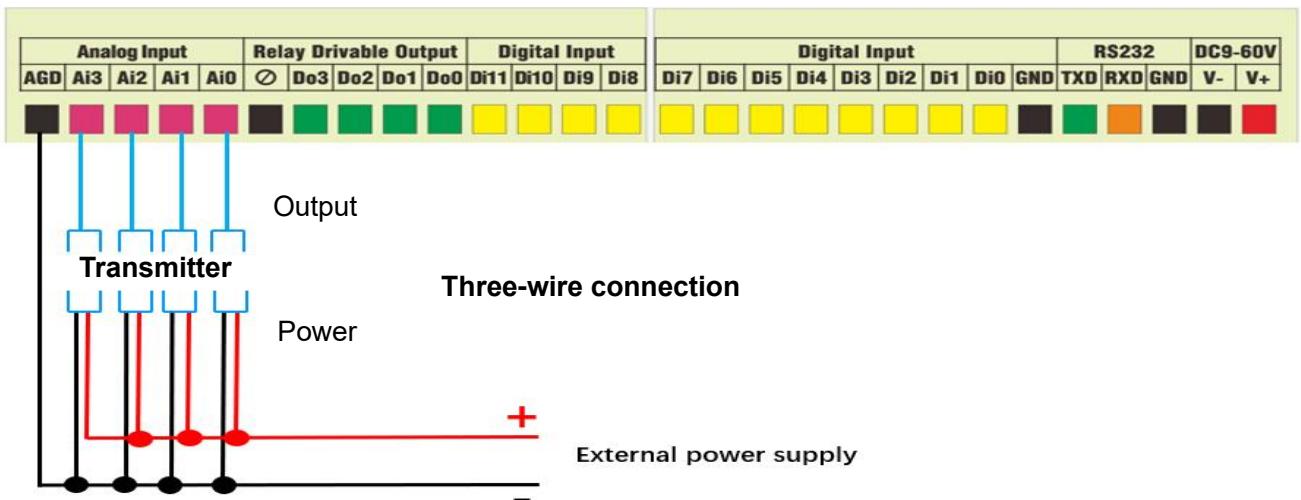 Analog Input Relay Drivable Output Digital Input Digital Input RS232 DC9-60V
AGD Ai3 Ai2 Ai1 Ai0 ⊘ Do3 Do2 Do1 Do0 Di11 Di10 Di9 Di8 Di7 Di6 Di5 Di4 Di3 Di2 Di1 Di0 GND TXD RXD GND V- V+
Output
Transmitter
Three-wire connection
Power
+
External power supply
-